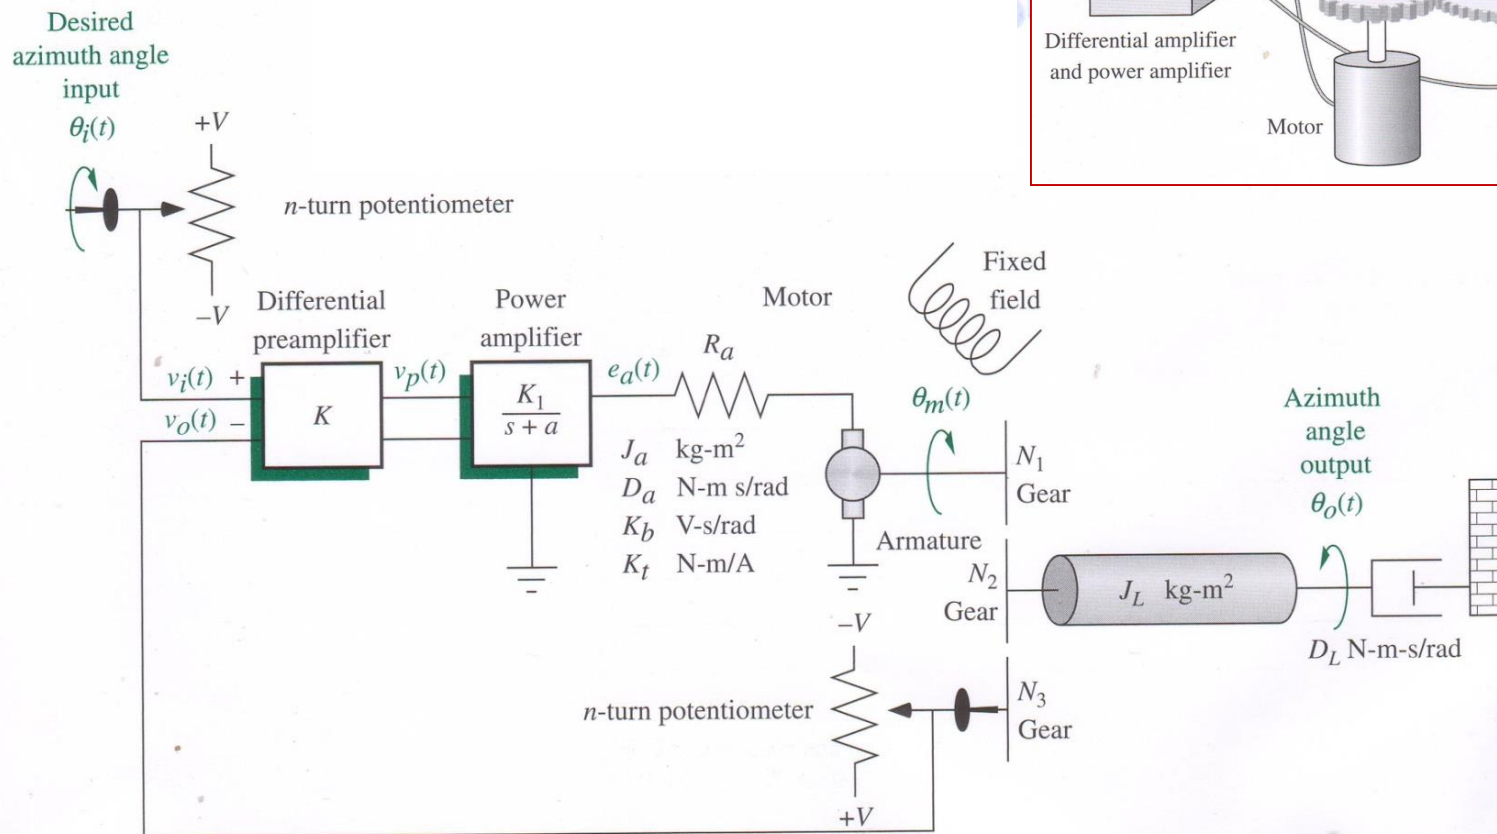 Desired
azimuth angle
input
θi(t)
+V
n-turn potentiometer
–V
Differential amplifier
and power amplifier
Motor
Differential
preamplifier
Power
amplifier
Motor
Fixed
field
vi(t) +
vo(t) –
K
vp(t)
K1
s + a
ea(t)
Ra
Ja kg-m²
Da N-m s/rad
Kb V-s/rad
Kt N-m/A
θm(t)
N1
Gear
Armature
N2
Gear
JL kg-m²
Azimuth
angle
output
θo(t)
DL N-m-s/rad
–V
n-turn potentiometer
N3
Gear
+V